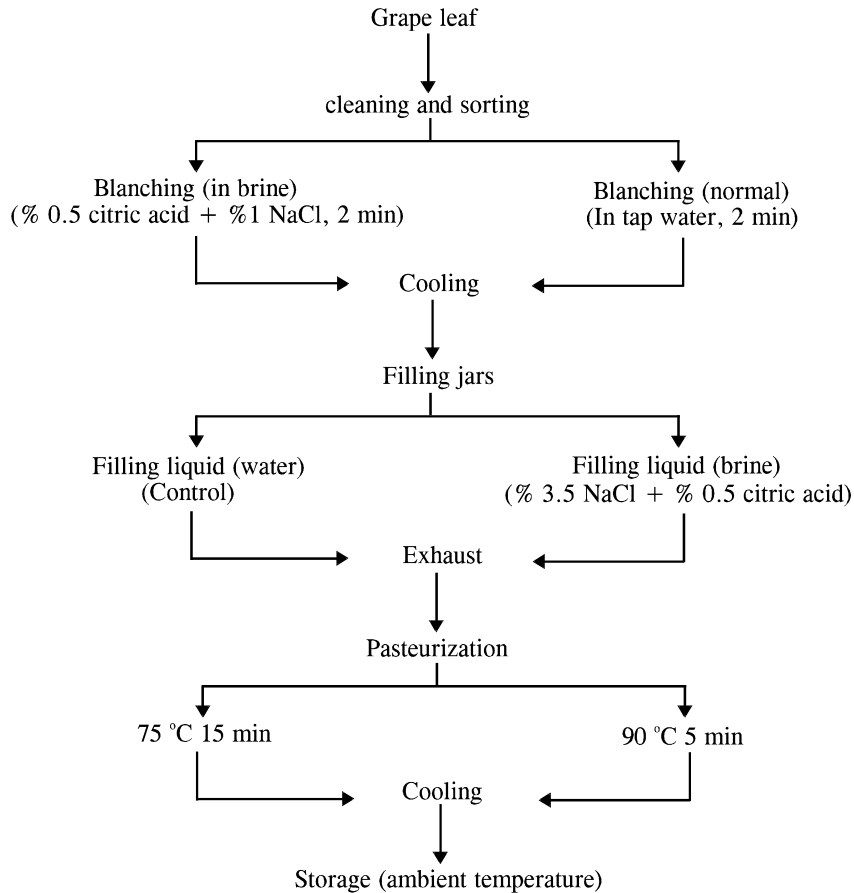 Grape leaf
cleaning and sorting
Blanching (in brine)
(% 0.5 citric acid + %1 NaCl, 2 min)
Blanching (normal)
(In tap water, 2 min)
Cooling
Filling jars
Filling liquid (water)
(Control)
Filling liquid (brine)
(% 3.5 NaCl + % 0.5 citric acid)
Exhaust
Pasteurization
75 °C 15 min
90 °C 5 min
Cooling
Storage (ambient temperature)